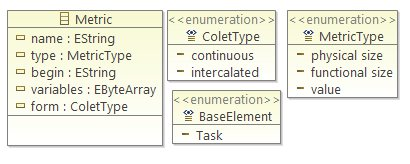 Metric
name : EString
type : MetricType
begin : EString
variables : EByteArray
form : ColetType
<<enumeration>>
ColetType
continuous
intercalated
<<enumeration>>
BaseElement
Task
<<enumeration>>
MetricType
physical size
functional size
value